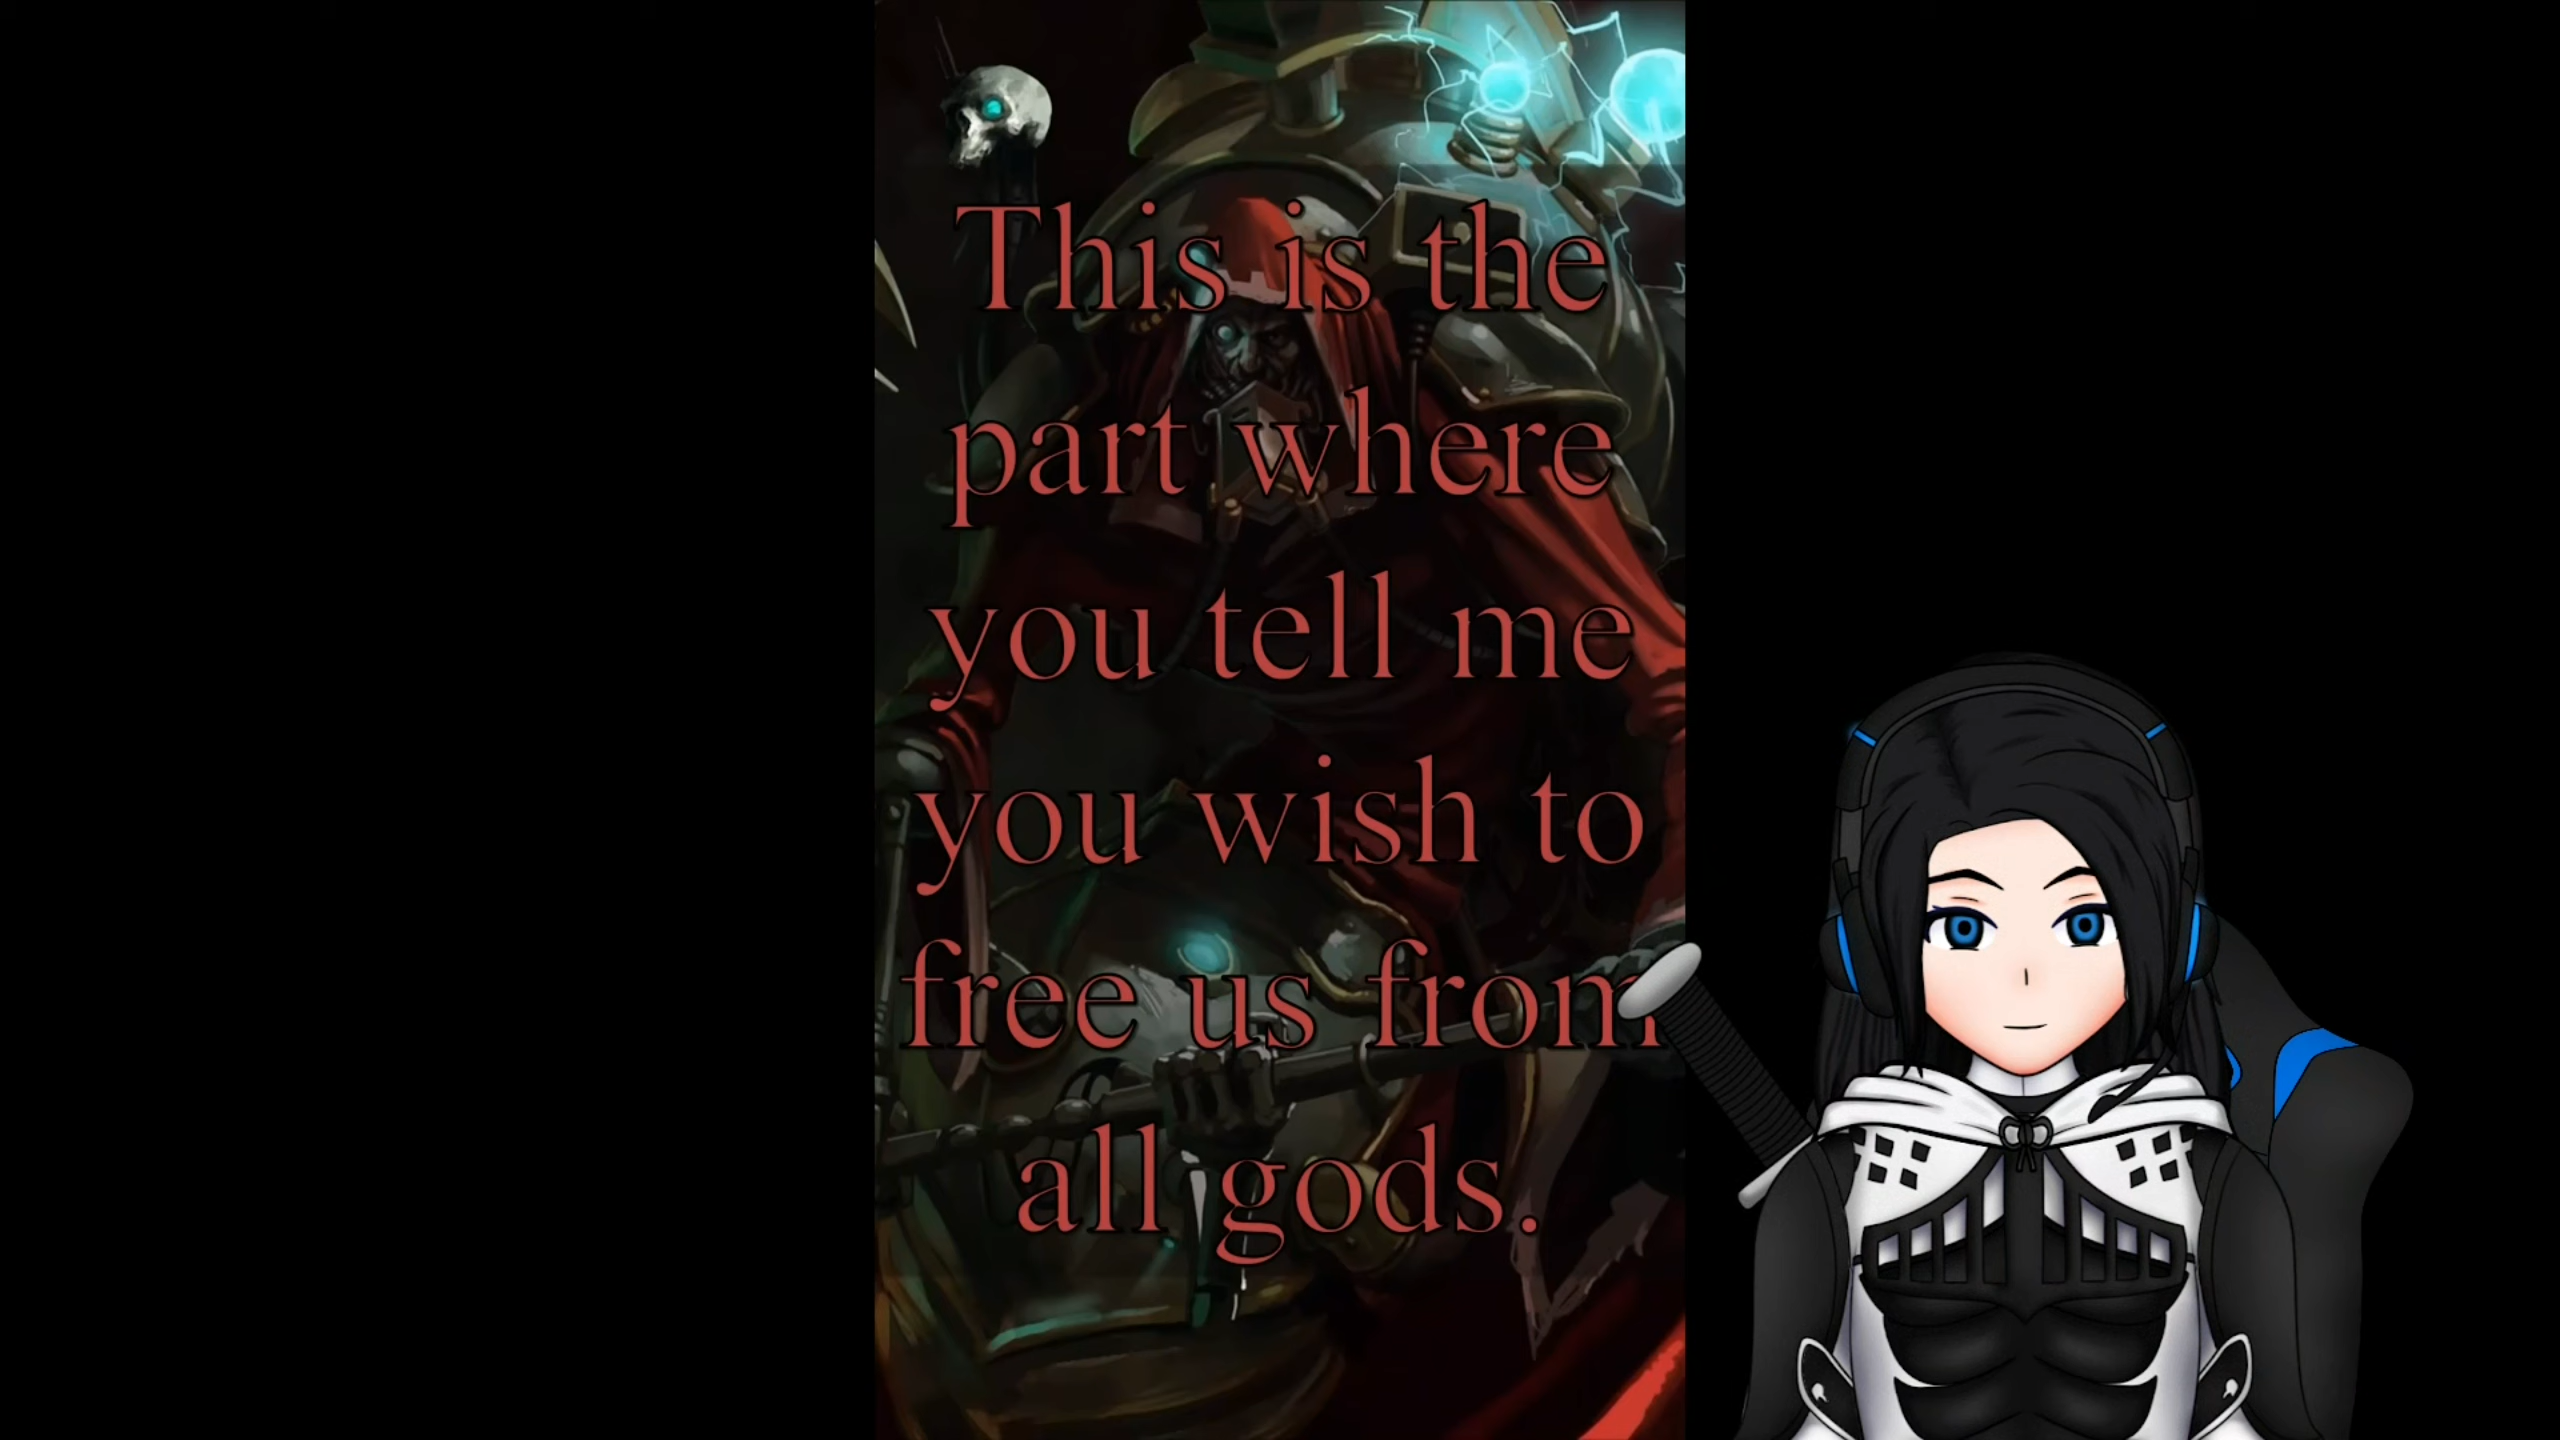 This is the
part where
you tell me
you wish to
free us from
all gods.